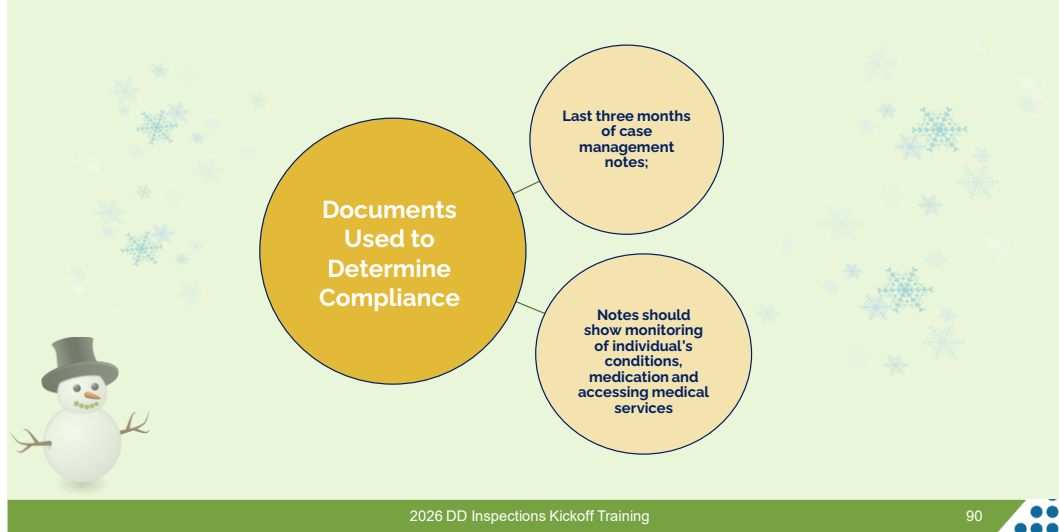 Documents
Used to
Determine
Compliance
Last three months
of case
management
notes;
Notes should
show monitoring
of individual's
conditions,
medication and
accessing medical
services
2026 DD Inspections Kickoff Training
90